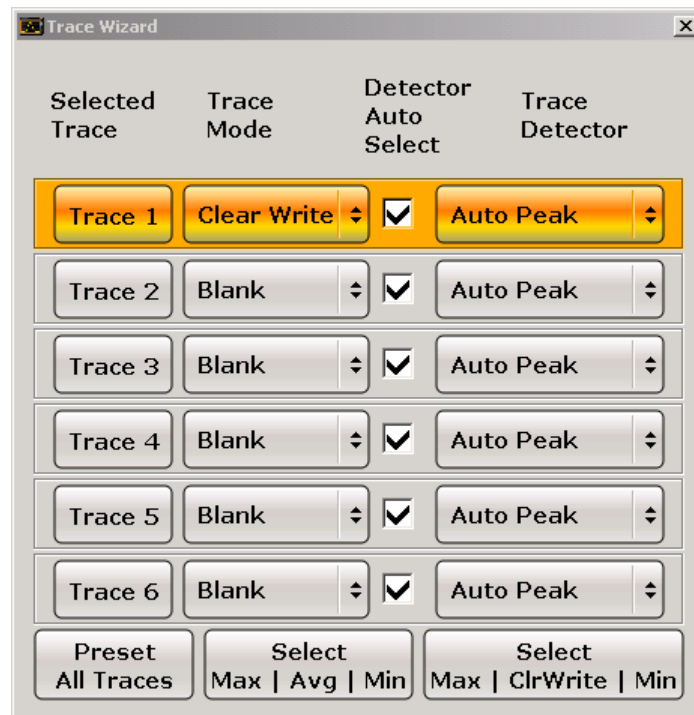 Trace Wizard
Selected Trace
Trace Mode
Detector Auto Select
Trace Detector
Trace 1 Clear Write Auto Peak
Trace 2 Blank Auto Peak
Trace 3 Blank Auto Peak
Trace 4 Blank Auto Peak
Trace 5 Blank Auto Peak
Trace 6 Blank Auto Peak
Preset All Traces
Select Max | Avg | Min
Select Max | ClrWrite | Min